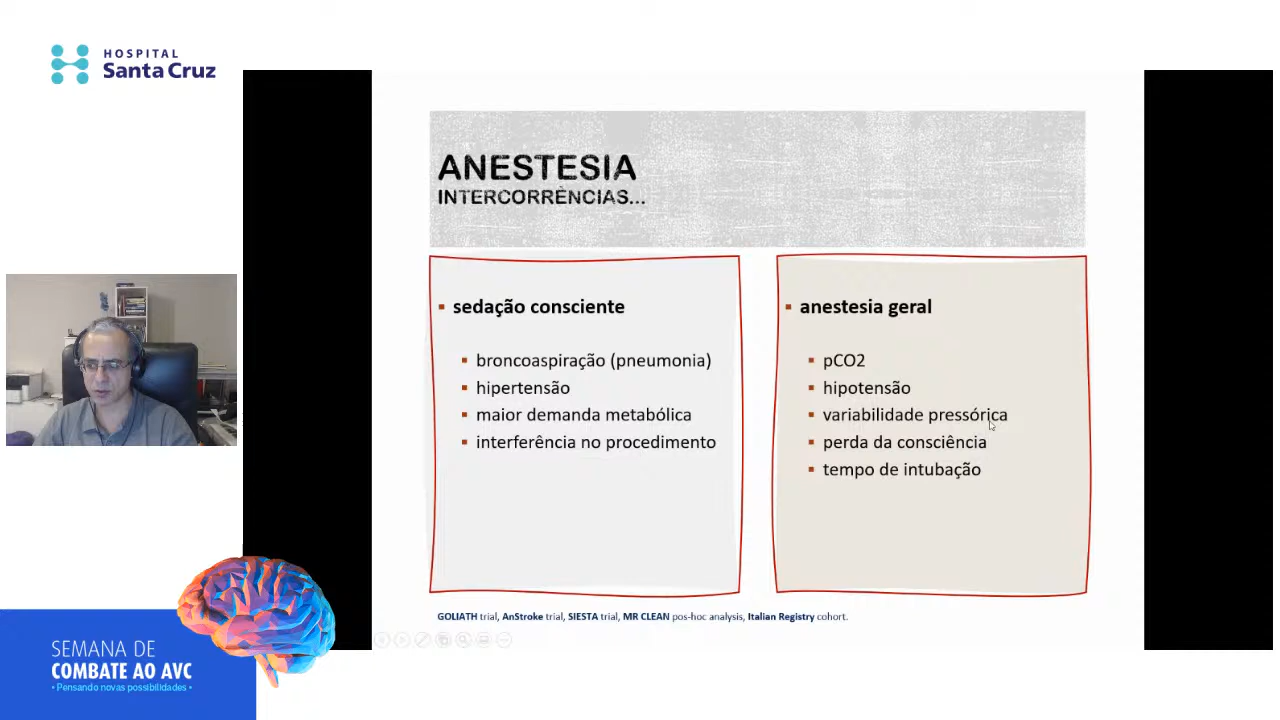 HOSPITAL
Santa Cruz
ANESTESIA
INTERCORRÊNCIAS...
sedação consciente
broncoaspiração (pneumonia)
hipertensão
maior demanda metabólica
interferência no procedimento
anestesia geral
pCO2
hipotensão
variabilidade pressórica
perda da consciência
tempo de intubação
GOLIATH trial, AnStroke trial, SIESTA trial, MR CLEAN pos-hoc analysis, Italian Registry cohort.
SEMANA DE
COMBATE AO AVC
• Pensando novas possibilidades •